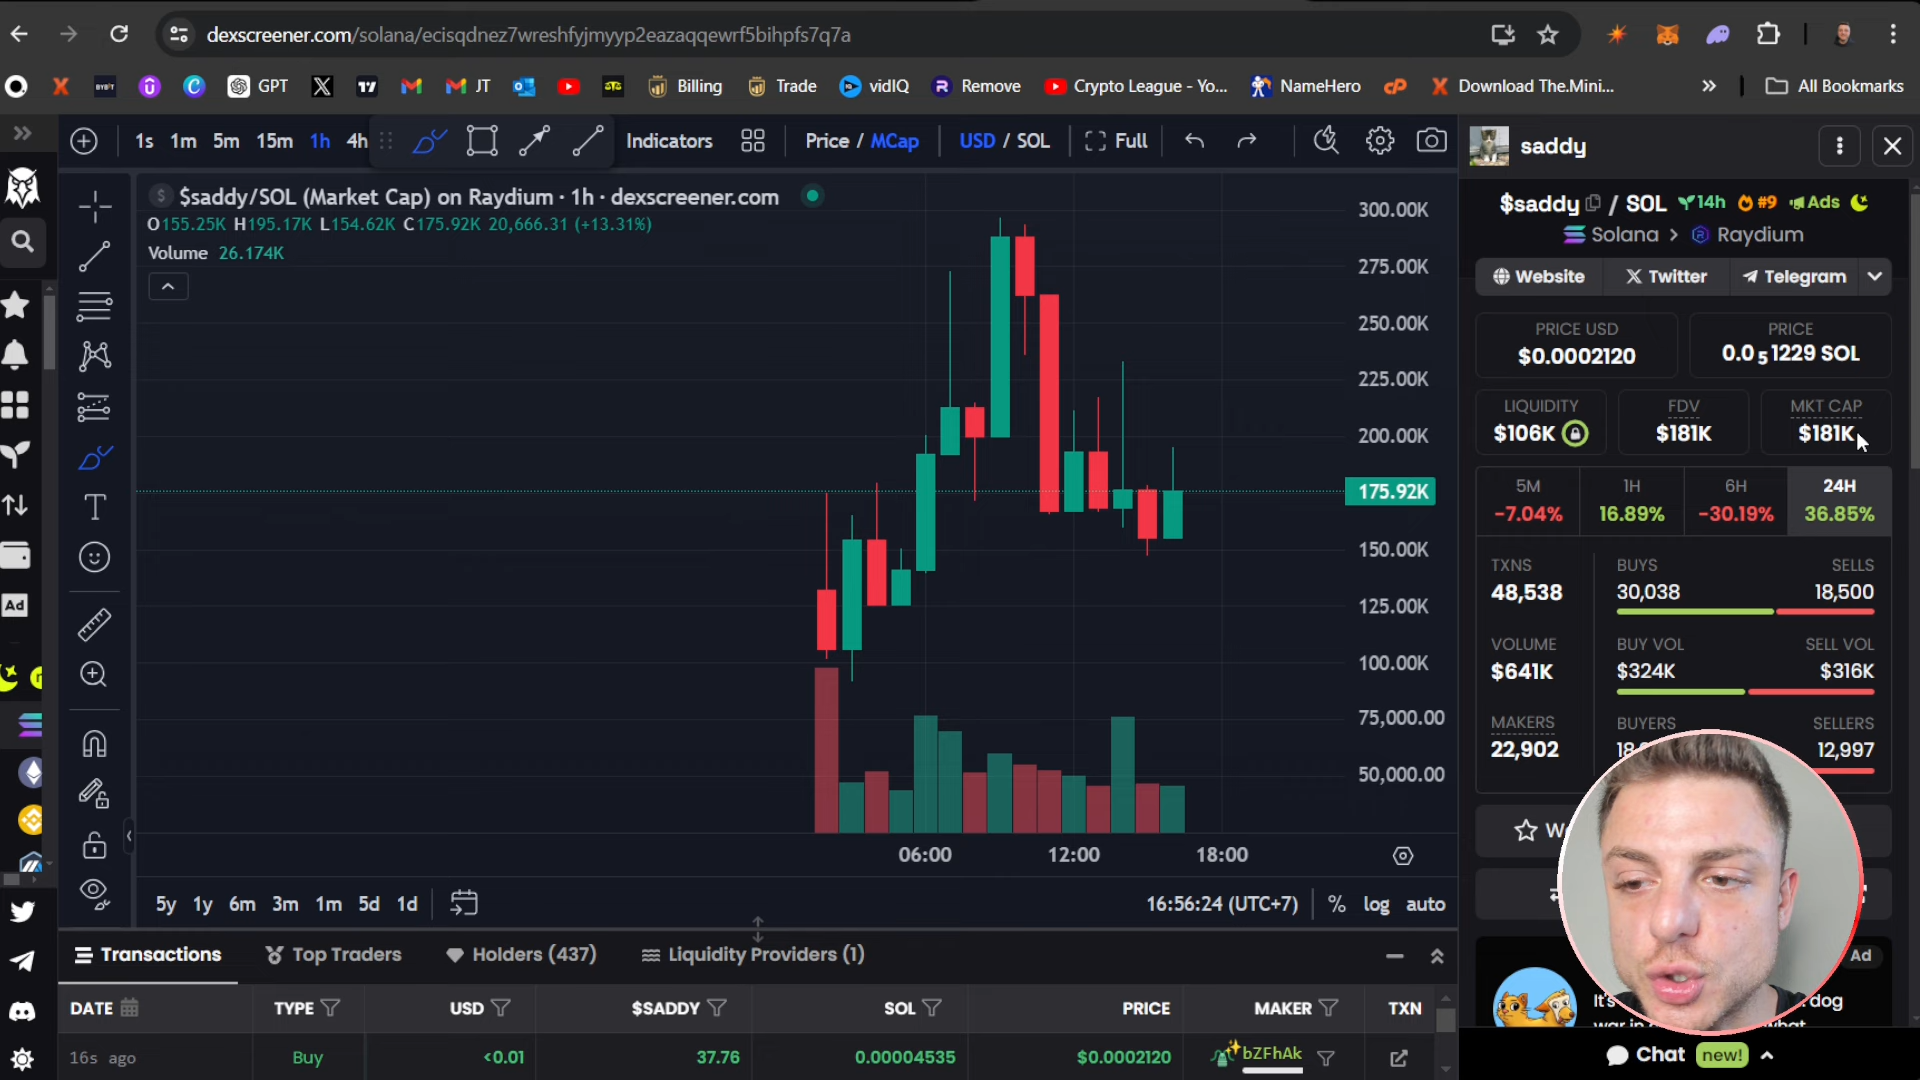 dexscreener.com/solana/ecisqdnez7wreshfyjmyyp2eazaqqewrf5bihpfs7q7a
GPT
JT
Billing
Trade
vidIQ
Remove
Crypto League - Yo...
NameHero
Download The.Mini...
All Bookmarks
1s 1m 5m 15m 1h 4h
Indicators
Price / MCap
USD / SOL
Full
saddy
$saddy/SOL (Market Cap) on Raydium · 1h · dexscreener.com
O155.25K H195.17K L154.62K C175.92K 20,666.31 (+13.31%)
Volume 26.174K
300.00K
275.00K
250.00K
225.00K
200.00K
175.92K
150.00K
125.00K
100.00K
75,000.00
50,000.00
06:00 12:00 18:00
5y 1y 6m 3m 1m 5d 1d
16:56:24 (UTC+7) % log auto
$saddy / SOL 14h #9 Ads
Solana > Raydium
Website Twitter Telegram
PRICE USD PRICE
$0.0002120 0.0₅1229 SOL
LIQUIDITY FDV MKT CAP
$106K $181K $181K
5M 1H 6H 24H
-7.04% 16.89% -30.19% 36.85%
TXNS BUYS SELLS
48,538 30,038 18,500
VOLUME BUY VOL SELL VOL
$641K $324K $316K
MAKERS BUYERS SELLERS
22,902 12,997
Ad
Ad
It's dog
what
Chat new!
Transactions Top Traders Holders (437) Liquidity Providers (1)
DATE TYPE USD $SADDY SOL PRICE MAKER TXN
16s ago Buy <0.01 37.76 0.00004535 $0.0002120 bZFhAk